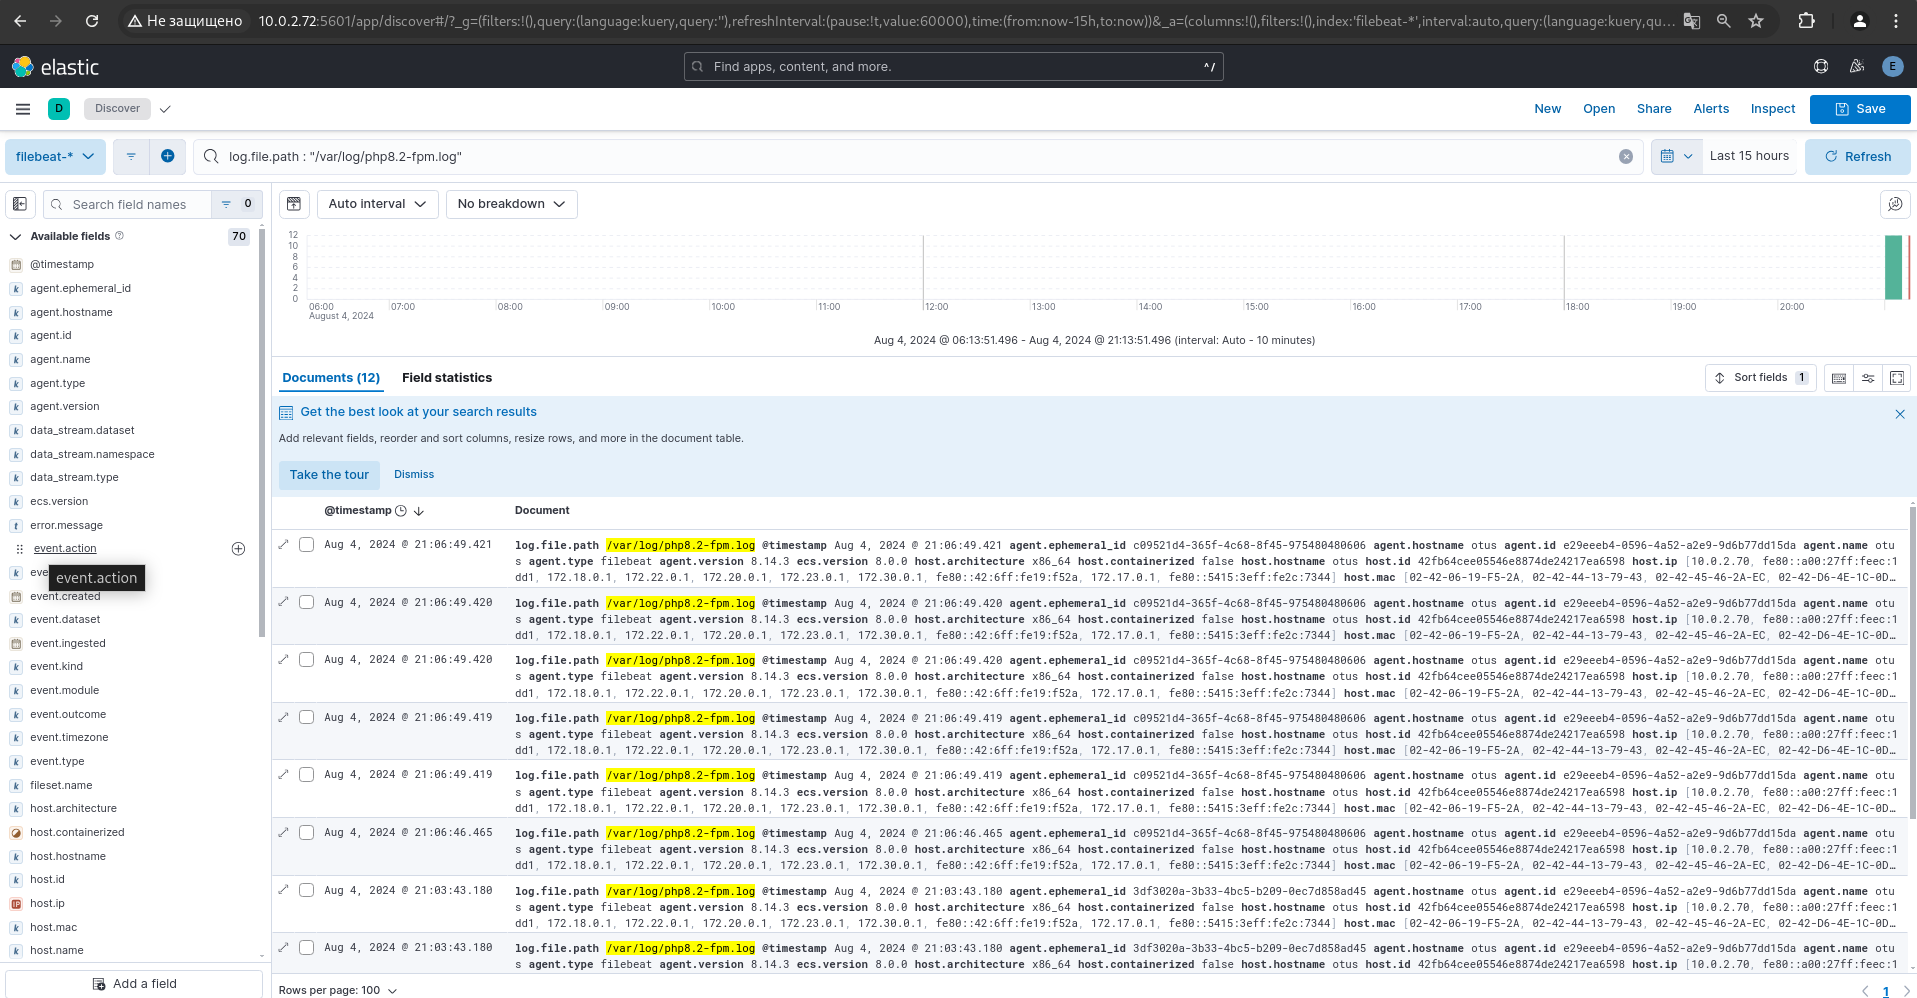 Не защищено 10.0.2.72:5601/app/discover#/?_g=(filters:!(),query:(language:kuery,query:''),refreshInterval:(pause:!t,value:60000),time:(from:now-15h,to:now))&_a=(columns:!(),filters:!(),index:'filebeat-*',interval:auto,query:(language:kuery,qu...
elastic
Find apps, content, and more. ^/
E
D Discover
New Open Share Alerts Inspect Save
filebeat-*
log.file.path : "/var/log/php8.2-fpm.log"
Last 15 hours Refresh
Search field names 0
Auto interval No breakdown
Available fields 70
@timestamp
agent.ephemeral_id
agent.hostname
agent.id
agent.name
agent.type
agent.version
data_stream.dataset
data_stream.namespace
data_stream.type
ecs.version
error.message
event.action
eve
event.action
event.created
event.dataset
event.ingested
event.kind
event.module
event.outcome
event.timezone
event.type
fileset.name
host.architecture
host.containerized
host.hostname
host.id
host.ip
host.mac
host.name
Add a field
12
10
8
6
4
2
0
06:00 07:00 08:00 09:00 10:00 11:00 12:00 13:00 14:00 15:00 16:00 17:00 18:00 19:00 20:00
August 4, 2024
Aug 4, 2024 @ 06:13:51.496 - Aug 4, 2024 @ 21:13:51.496 (interval: Auto - 10 minutes)
Documents (12) Field statistics
Sort fields 1
Get the best look at your search results
Add relevant fields, reorder and sort columns, resize rows, and more in the document table.
Take the tour Dismiss
@timestamp Document
Aug 4, 2024 @ 21:06:49.421 log.file.path /var/log/php8.2-fpm.log @timestamp Aug 4, 2024 @ 21:06:49.421 agent.ephemeral_id c09521d4-365f-4c68-8f45-975480480606 agent.hostname otus agent.id e29eeeb4-0596-4a52-a2e9-9d6b77dd15da agent.name otu
s agent.type filebeat agent.version 8.14.3 ecs.version 8.0.0 host.architecture x86_64 host.containerized false host.hostname otus host.id 42fb64cee05546e8874de24217ea6598 host.ip [10.0.2.70, fe80::a00:27ff:feec:1
dd1, 172.18.0.1, 172.22.0.1, 172.20.0.1, 172.23.0.1, 172.30.0.1, fe80::42:6ff:fe19:f52a, 172.17.0.1, fe80::5415:3eff:fe2c:7344] host.mac [02-42-06-19-F5-2A, 02-42-44-13-79-43, 02-42-45-46-2A-EC, 02-42-D6-4E-1C-0D…
Aug 4, 2024 @ 21:06:49.420 log.file.path /var/log/php8.2-fpm.log @timestamp Aug 4, 2024 @ 21:06:49.420 agent.ephemeral_id c09521d4-365f-4c68-8f45-975480480606 agent.hostname otus agent.id e29eeeb4-0596-4a52-a2e9-9d6b77dd15da agent.name otu
s agent.type filebeat agent.version 8.14.3 ecs.version 8.0.0 host.architecture x86_64 host.containerized false host.hostname otus host.id 42fb64cee05546e8874de24217ea6598 host.ip [10.0.2.70, fe80::a00:27ff:feec:1
dd1, 172.18.0.1, 172.22.0.1, 172.20.0.1, 172.23.0.1, 172.30.0.1, fe80::42:6ff:fe19:f52a, 172.17.0.1, fe80::5415:3eff:fe2c:7344] host.mac [02-42-06-19-F5-2A, 02-42-44-13-79-43, 02-42-45-46-2A-EC, 02-42-D6-4E-1C-0D…
Aug 4, 2024 @ 21:06:49.420 log.file.path /var/log/php8.2-fpm.log @timestamp Aug 4, 2024 @ 21:06:49.420 agent.ephemeral_id c09521d4-365f-4c68-8f45-975480480606 agent.hostname otus agent.id e29eeeb4-0596-4a52-a2e9-9d6b77dd15da agent.name otu
s agent.type filebeat agent.version 8.14.3 ecs.version 8.0.0 host.architecture x86_64 host.containerized false host.hostname otus host.id 42fb64cee05546e8874de24217ea6598 host.ip [10.0.2.70, fe80::a00:27ff:feec:1
dd1, 172.18.0.1, 172.22.0.1, 172.20.0.1, 172.23.0.1, 172.30.0.1, fe80::42:6ff:fe19:f52a, 172.17.0.1, fe80::5415:3eff:fe2c:7344] host.mac [02-42-06-19-F5-2A, 02-42-44-13-79-43, 02-42-45-46-2A-EC, 02-42-D6-4E-1C-0D…
Aug 4, 2024 @ 21:06:49.419 log.file.path /var/log/php8.2-fpm.log @timestamp Aug 4, 2024 @ 21:06:49.419 agent.ephemeral_id c09521d4-365f-4c68-8f45-975480480606 agent.hostname otus agent.id e29eeeb4-0596-4a52-a2e9-9d6b77dd15da agent.name otu
s agent.type filebeat agent.version 8.14.3 ecs.version 8.0.0 host.architecture x86_64 host.containerized false host.hostname otus host.id 42fb64cee05546e8874de24217ea6598 host.ip [10.0.2.70, fe80::a00:27ff:feec:1
dd1, 172.18.0.1, 172.22.0.1, 172.20.0.1, 172.23.0.1, 172.30.0.1, fe80::42:6ff:fe19:f52a, 172.17.0.1, fe80::5415:3eff:fe2c:7344] host.mac [02-42-06-19-F5-2A, 02-42-44-13-79-43, 02-42-45-46-2A-EC, 02-42-D6-4E-1C-0D…
Aug 4, 2024 @ 21:06:49.419 log.file.path /var/log/php8.2-fpm.log @timestamp Aug 4, 2024 @ 21:06:49.419 agent.ephemeral_id c09521d4-365f-4c68-8f45-975480480606 agent.hostname otus agent.id e29eeeb4-0596-4a52-a2e9-9d6b77dd15da agent.name otu
s agent.type filebeat agent.version 8.14.3 ecs.version 8.0.0 host.architecture x86_64 host.containerized false host.hostname otus host.id 42fb64cee05546e8874de24217ea6598 host.ip [10.0.2.70, fe80::a00:27ff:feec:1
dd1, 172.18.0.1, 172.22.0.1, 172.20.0.1, 172.23.0.1, 172.30.0.1, fe80::42:6ff:fe19:f52a, 172.17.0.1, fe80::5415:3eff:fe2c:7344] host.mac [02-42-06-19-F5-2A, 02-42-44-13-79-43, 02-42-45-46-2A-EC, 02-42-D6-4E-1C-0D…
Aug 4, 2024 @ 21:06:46.465 log.file.path /var/log/php8.2-fpm.log @timestamp Aug 4, 2024 @ 21:06:46.465 agent.ephemeral_id c09521d4-365f-4c68-8f45-975480480606 agent.hostname otus agent.id e29eeeb4-0596-4a52-a2e9-9d6b77dd15da agent.name otu
s agent.type filebeat agent.version 8.14.3 ecs.version 8.0.0 host.architecture x86_64 host.containerized false host.hostname otus host.id 42fb64cee05546e8874de24217ea6598 host.ip [10.0.2.70, fe80::a00:27ff:feec:1
dd1, 172.18.0.1, 172.22.0.1, 172.20.0.1, 172.23.0.1, 172.30.0.1, fe80::42:6ff:fe19:f52a, 172.17.0.1, fe80::5415:3eff:fe2c:7344] host.mac [02-42-06-19-F5-2A, 02-42-44-13-79-43, 02-42-45-46-2A-EC, 02-42-D6-4E-1C-0D…
Aug 4, 2024 @ 21:03:43.180 log.file.path /var/log/php8.2-fpm.log @timestamp Aug 4, 2024 @ 21:03:43.180 agent.ephemeral_id 3df3020a-3b33-4bc5-b209-0ec7d858ad45 agent.hostname otus agent.id e29eeeb4-0596-4a52-a2e9-9d6b77dd15da agent.name otu
s agent.type filebeat agent.version 8.14.3 ecs.version 8.0.0 host.architecture x86_64 host.containerized false host.hostname otus host.id 42fb64cee05546e8874de24217ea6598 host.ip [10.0.2.70, fe80::a00:27ff:feec:1
dd1, 172.18.0.1, 172.22.0.1, 172.20.0.1, 172.23.0.1, 172.30.0.1, fe80::42:6ff:fe19:f52a, 172.17.0.1, fe80::5415:3eff:fe2c:7344] host.mac [02-42-06-19-F5-2A, 02-42-44-13-79-43, 02-42-45-46-2A-EC, 02-42-D6-4E-1C-0D…
Aug 4, 2024 @ 21:03:43.180 log.file.path /var/log/php8.2-fpm.log @timestamp Aug 4, 2024 @ 21:03:43.180 agent.ephemeral_id 3df3020a-3b33-4bc5-b209-0ec7d858ad45 agent.hostname otus agent.id e29eeeb4-0596-4a52-a2e9-9d6b77dd15da agent.name otu
s agent.type filebeat agent.version 8.14.3 ecs.version 8.0.0 host.architecture x86_64 host.containerized false host.hostname otus host.id 42fb64cee05546e8874de24217ea6598 host.ip [10.0.2.70, fe80::a00:27ff:feec:1
Rows per page: 100 1